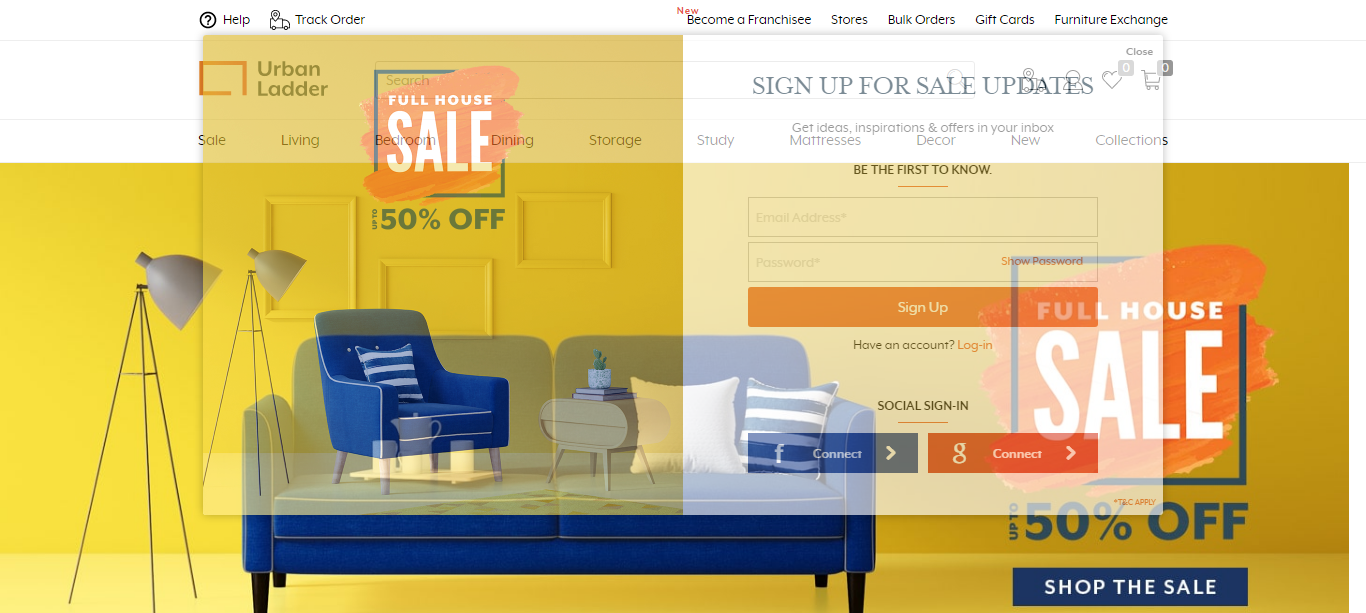 Help
Track Order
New
Become a Franchisee
Stores
Bulk Orders
Gift Cards
Furniture Exchange
Close
Urban
Ladder
Search
0
0
SIGN UP FOR SALE UPDATES
FULL HOUSE
SALE
UP TO 50% OFF
Get ideas, inspirations & offers in your inbox
Sale
Living
Bedroom
Dining
Storage
Study
Mattresses
Decor
New
Collections
BE THE FIRST TO KNOW.
Email Address*
Password*
Show Password
Sign Up
Have an account? Log-in
SOCIAL SIGN-IN
f Connect
g Connect
FULL HOUSE
SALE
*T&C APPLY
UP TO 50% OFF
SHOP THE SALE